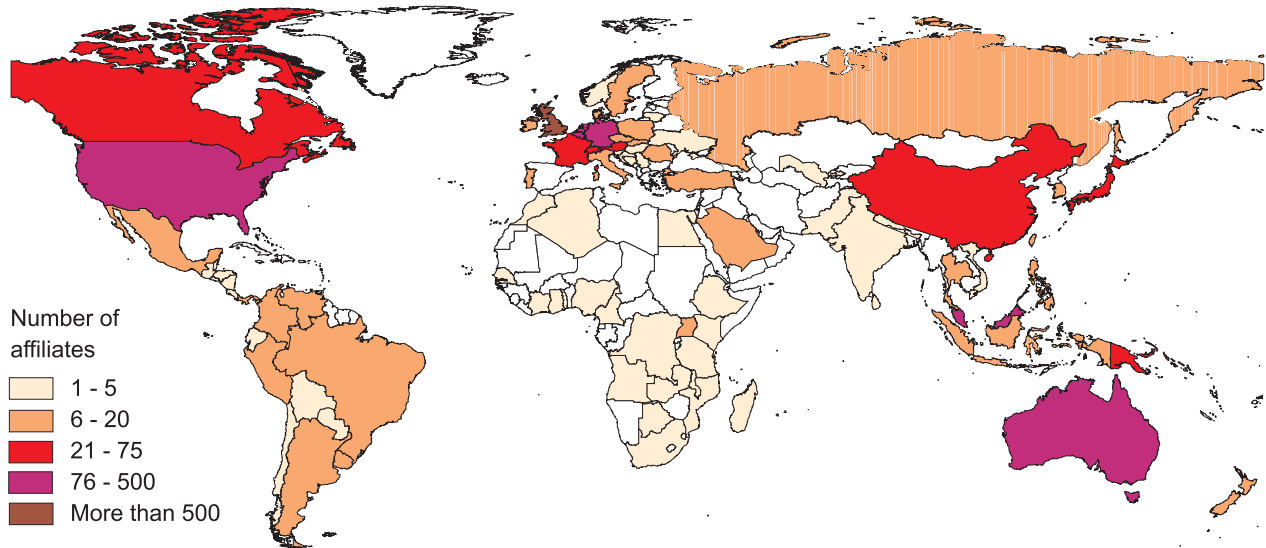 Number of
affiliates
1 - 5
6 - 20
21 - 75
76 - 500
More than 500